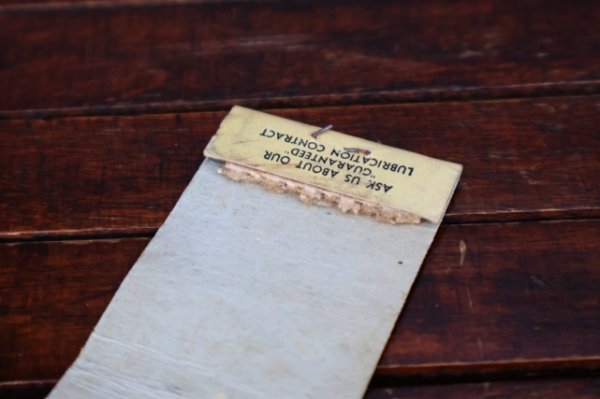 ASK US ABOUT OUR
"GUARANTEED"
LUBRICATION CONTRACT